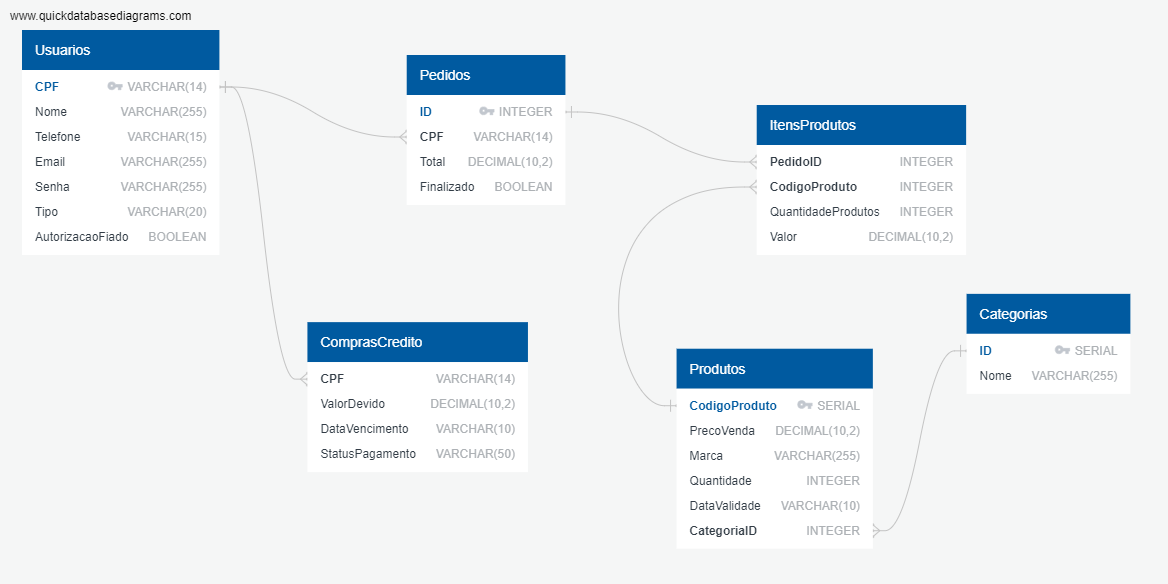 www.quickdatabasediagrams.com
Usuarios
CPF VARCHAR(14)
Nome VARCHAR(255)
Telefone VARCHAR(15)
Email VARCHAR(255)
Senha VARCHAR(255)
Tipo VARCHAR(20)
AutorizacaoFiado BOOLEAN
Pedidos
ID INTEGER
CPF VARCHAR(14)
Total DECIMAL(10,2)
Finalizado BOOLEAN
ItensProdutos
PedidoID INTEGER
CodigoProduto INTEGER
QuantidadeProdutos INTEGER
Valor DECIMAL(10,2)
ComprasCredito
CPF VARCHAR(14)
ValorDevido DECIMAL(10,2)
DataVencimento VARCHAR(10)
StatusPagamento VARCHAR(50)
Produtos
CodigoProduto SERIAL
PrecoVenda DECIMAL(10,2)
Marca VARCHAR(255)
Quantidade INTEGER
DataValidade VARCHAR(10)
CategoriaID INTEGER
Categorias
ID SERIAL
Nome VARCHAR(255)